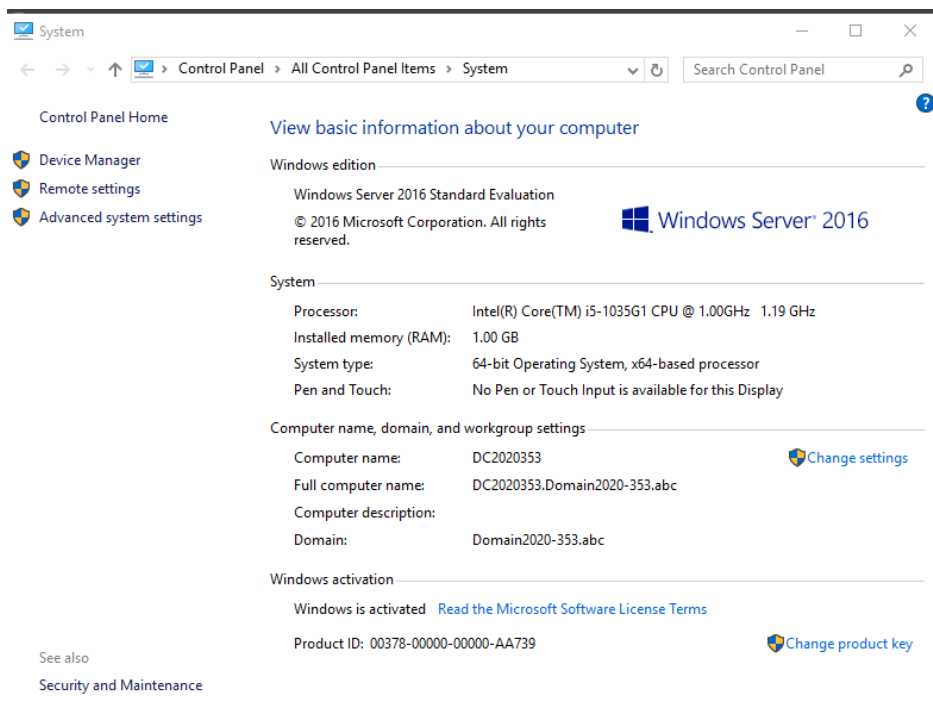 System
Control Panel > All Control Panel Items > System
Search Control Panel
Control Panel Home
Device Manager
Remote settings
Advanced system settings
View basic information about your computer
Windows edition
Windows Server 2016 Standard Evaluation
© 2016 Microsoft Corporation. All rights
reserved.
Windows Server® 2016
System
Processor: Intel(R) Core(TM) i5-1035G1 CPU @ 1.00GHz 1.19 GHz
Installed memory (RAM): 1.00 GB
System type: 64-bit Operating System, x64-based processor
Pen and Touch: No Pen or Touch Input is available for this Display
Computer name, domain, and workgroup settings
Computer name: DC2020353 Change settings
Full computer name: DC2020353.Domain2020-353.abc
Computer description:
Domain: Domain2020-353.abc
Windows activation
Windows is activated Read the Microsoft Software License Terms
Product ID: 00378-00000-00000-AA739 Change product key
See also
Security and Maintenance